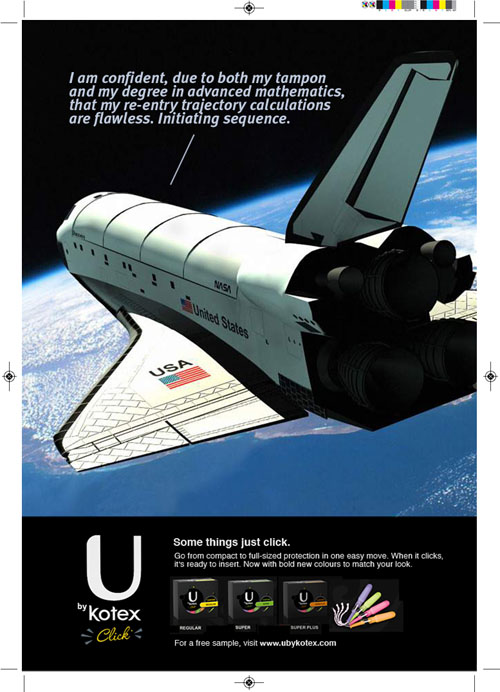 I am confident, due to both my tampon
and my degree in advanced mathematics,
that my re-entry trajectory calculations
are flawless. Initiating sequence.
NASA
United States
USA
U
by kotex
Click
Some things just click.
Go from compact to full-sized protection in one easy move. When it clicks,
it's ready to insert. Now with bold new colours to match your look.
U
U
U
REGULAR
SUPER
SUPER PLUS
For a free sample, visit www.ubykotex.com